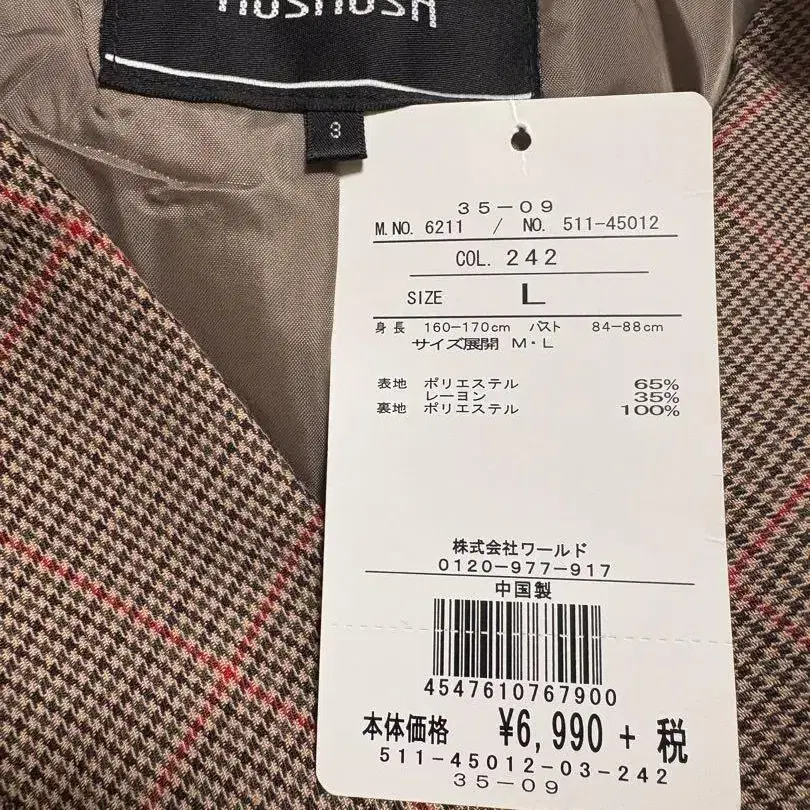 HUSHUSH
3
35-09
M.NO. 6211 / NO. 511-45012
COL. 242
SIZE L
身長 160-170cm バスト 84-88cm
サイズ展開 M・L
表地 ポリエステル 65%
レーヨン 35%
裏地 ポリエステル 100%
株式会社ワールド
0120-977-917
中国製
4547610767900
本体価格 ¥6,990 + 税
511-45012-03-242
35-09